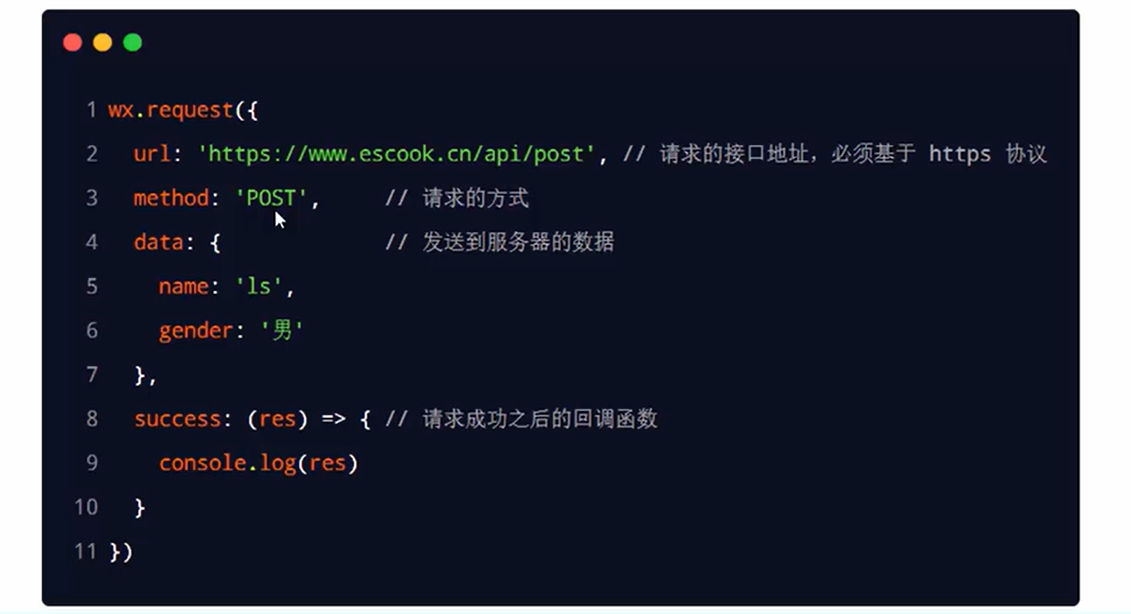 1 wx.request({
2   url: 'https://www.escook.cn/api/post', // 请求的接口地址，必须基于 https 协议
3   method: 'POST',     // 请求的方式
4   data: {             // 发送到服务器的数据
5     name: 'ls',
6     gender: '男'
7   },
8   success: (res) => { // 请求成功之后的回调函数
9     console.log(res)
10   }
11 })